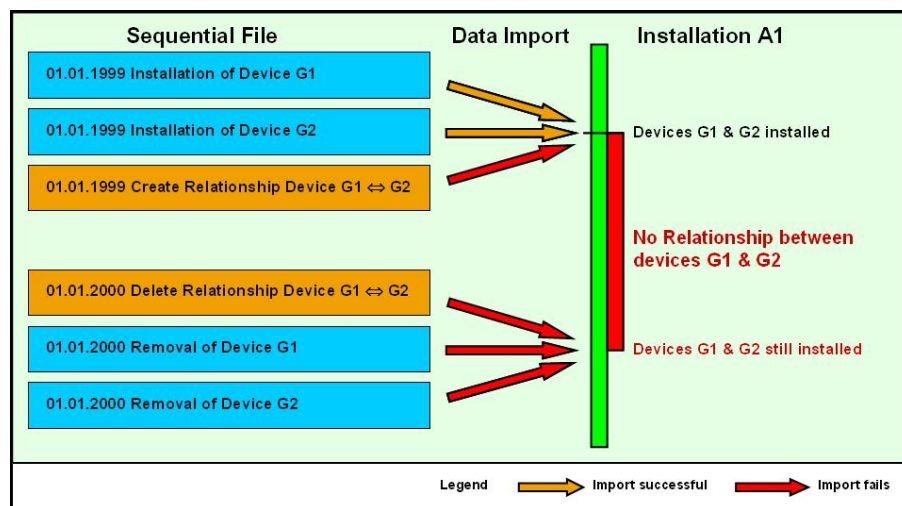 Sequential File
Data Import
Installation A1
01.01.1999 Installation of Device G1
01.01.1999 Installation of Device G2
Devices G1 & G2 installed
01.01.1999 Create Relationship Device G1 ⇔ G2
No Relationship between
devices G1 & G2
01.01.2000 Delete Relationship Device G1 ⇔ G2
01.01.2000 Removal of Device G1
Devices G1 & G2 still installed
01.01.2000 Removal of Device G2
Legend
Import successful
Import fails